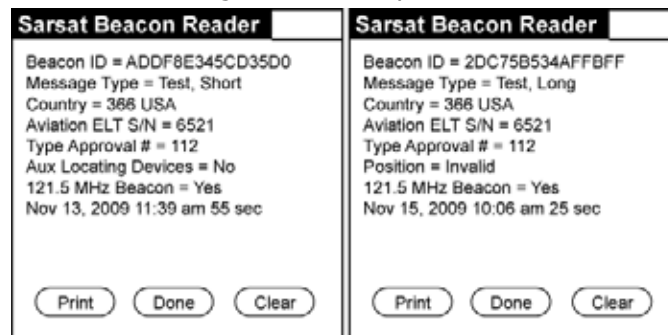 Sarsat Beacon Reader
Beacon ID = ADDF8E345CD35D0
Message Type = Test, Short
Country = 366 USA
Aviation ELT S/N = 6521
Type Approval # = 112
Aux Locating Devices = No
121.5 MHz Beacon = Yes
Nov 13, 2009 11:39 am 55 sec
Print Done Clear
Sarsat Beacon Reader
Beacon ID = 2DC75B534AFFBFF
Message Type = Test, Long
Country = 366 USA
Aviation ELT S/N = 6521
Type Approval # = 112
Position = Invalid
121.5 MHz Beacon = Yes
Nov 15, 2009 10:06 am 25 sec
Print Done Clear